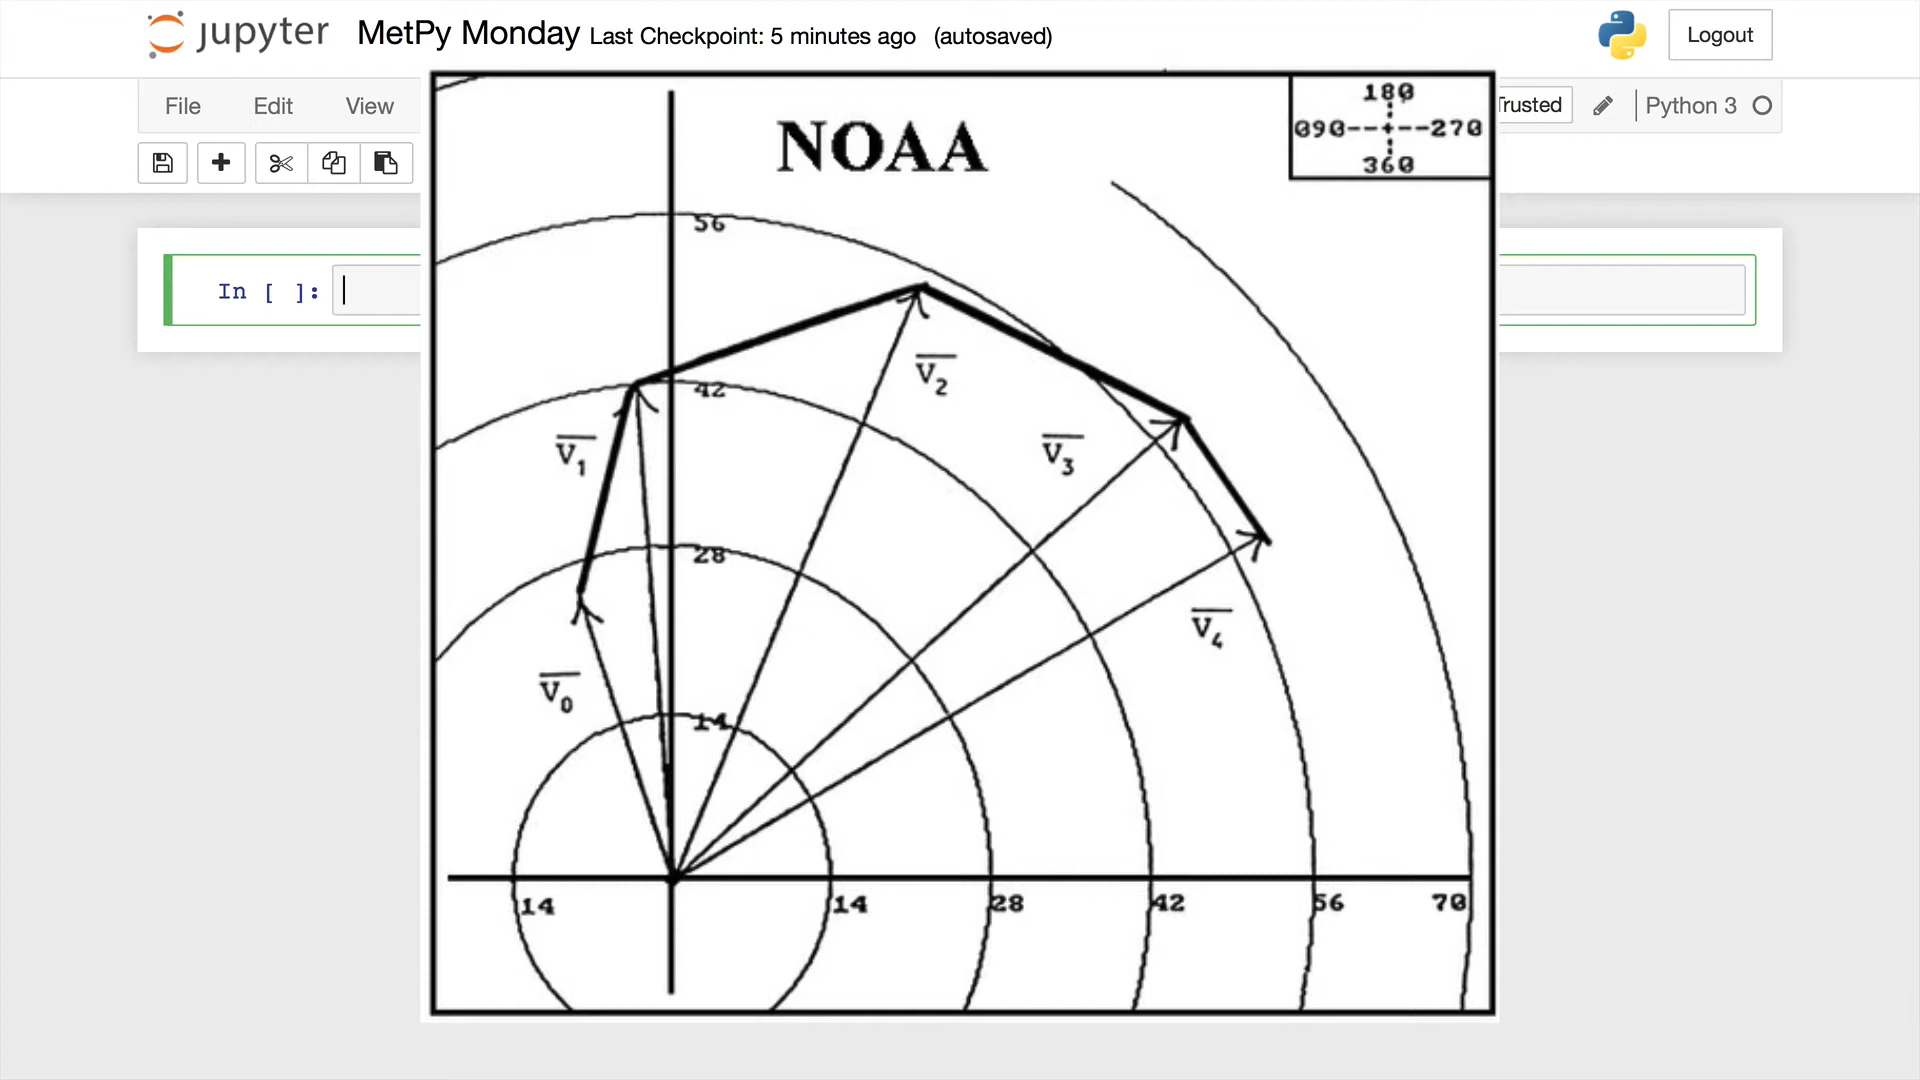 jupyter MetPy Monday Last Checkpoint: 5 minutes ago (autosaved)
Logout
File Edit View
Trusted Python 3
In [ ]:
NOAA
180
090--+--270
360
56
42
28
14
V1
V2
V3
V4
V0
14 14 28 42 56 70